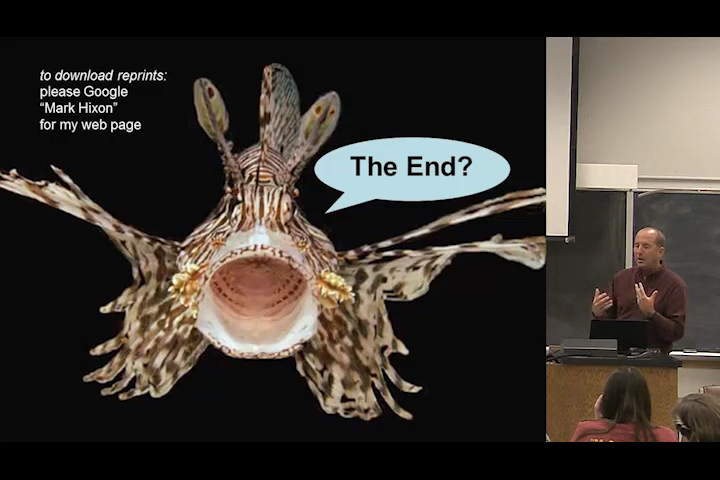 to download reprints:
please Google
“Mark Hixon”
for my web page
The End?